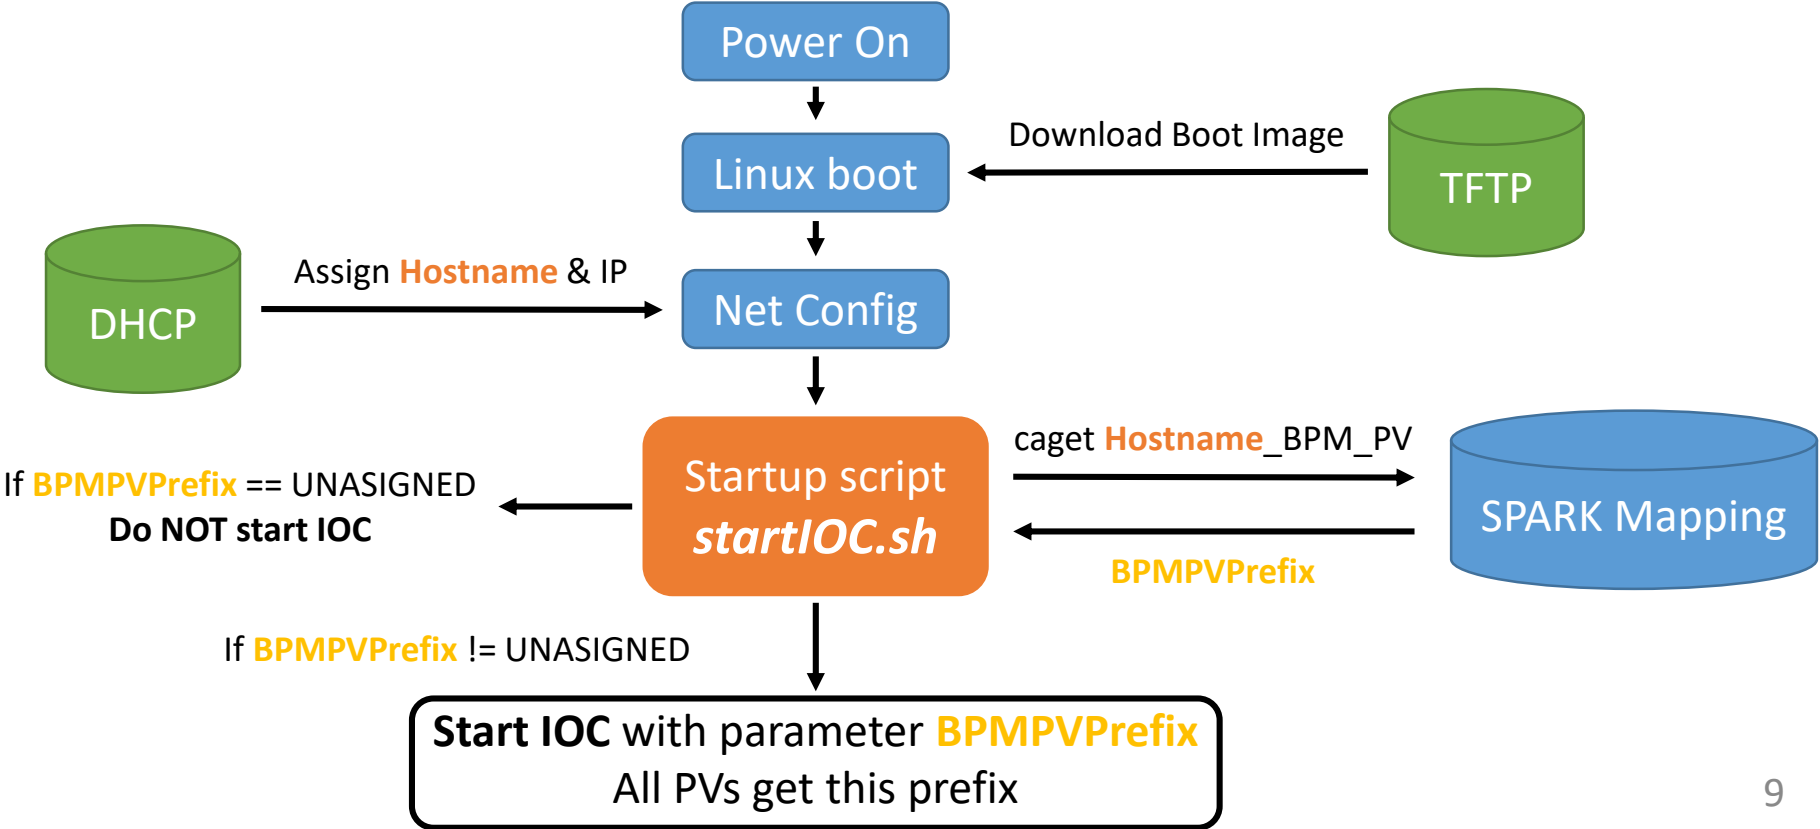 Power On
Download Boot Image
Linux boot
TFTP
Assign Hostname & IP
DHCP
Net Config
caget Hostname_BPM_PV
If BPMPVPrefix == UNASIGNED
Do NOT start IOC
Startup script
startIOC.sh
SPARK Mapping
BPMPVPrefix
If BPMPVPrefix != UNASIGNED
Start IOC with parameter BPMPVPrefix
All PVs get this prefix
9